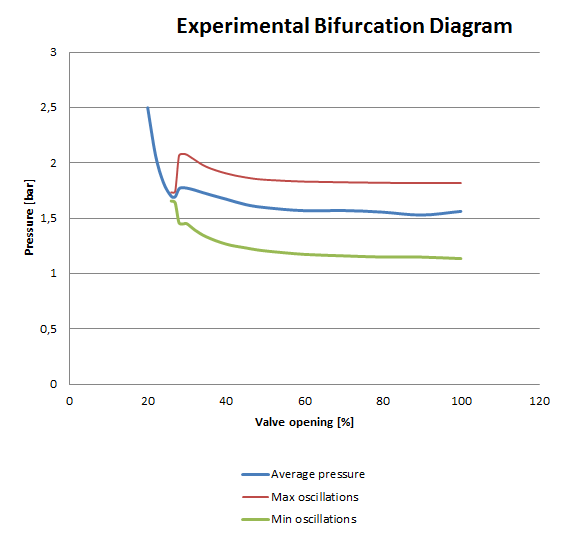 Experimental Bifurcation Diagram
3
2,5
2
1,5
1
0,5
0
Pressure [bar]
0 20 40 60 80 100 120
Valve opening [%]
Average pressure
Max oscillations
Min oscillations